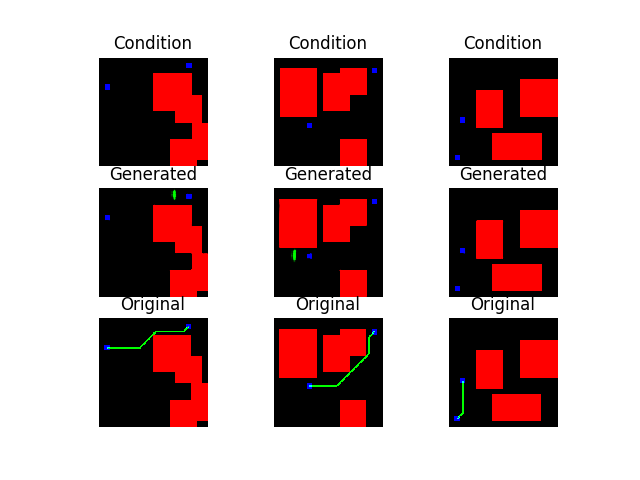 Condition
Condition
Condition
Generated
Generated
Generated
Original
Original
Original